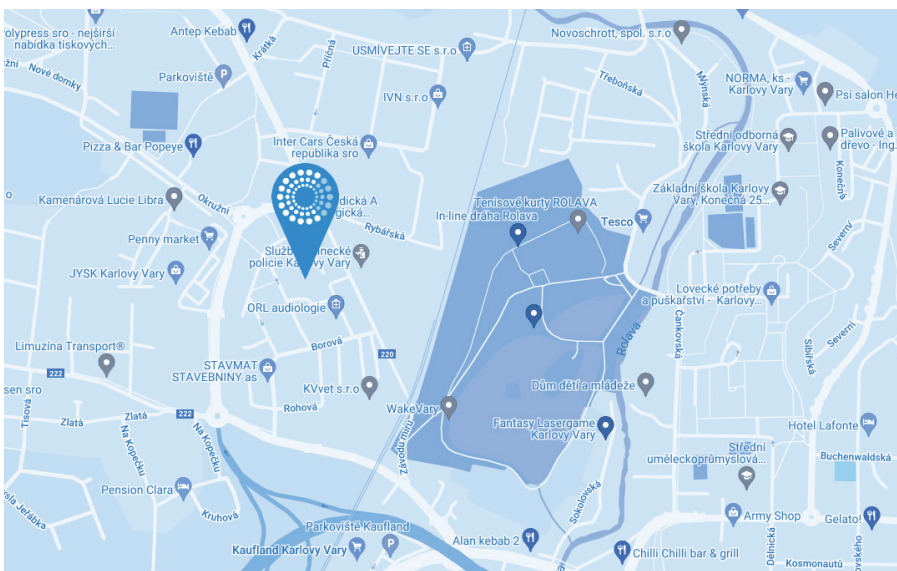 olypress sro - nejširší
nabídka tiskových...
Antep Kebab
Krátká
Příčná
USMÍVEJTE SE s.r.o
Novoschrott, spol. s.r.o
Nové domky
Parkoviště
P
IVN s.r.o
Třeboňská
Mlýnská
NORMA, ks -
Karlovy Vary
Psí salon He
Pizza & Bar Popeye
Inter Cars Česká
republika sro
Střední odborná
škola Karlovy Vary
Palivové a
dřevo - Ing.
Konečná
Kamenárová Lucie Libra
Okružní
dická A
gická...
Tenisové kurty ROLAVA
In-line dráha Rolava
Základní škola Karlovy
Vary, Konečná 25...
Tesco
Penny market
Rybářská
Severní
JYSK Karlovy Vary
Služb
necké
policie Karlovy Vary
Lovecké potřeby
a puškařství - Karlovy...
ORL audiologie
Čankovská
Rolava
Sibiřská
Severní
Limuzína Transport®
Borová
220
222
STAVMAT
STAVEBNINY as
sen sro
Tisová
KVvet s.r.o
Dům dětí a mládeže
Zlatá
Zlatá
222
Rohová
WakeVary
Na Kopečku
Na Kopečku
Závodu míru
Fantasy Lasergame
Karlovy Vary
Hotel Lafonte
Střední
uměleckoprůmyslová...
Buchenwaldská
Pension Clara
sla Jeřábka
Kruhová
Sokolovská
Parkoviště Kaufland
P
Army Shop
Gelato!
Kaufland Karlovy Vary
Alan kebab 2
Chilli Chilli bar & grill
Dělnická
Kosmonautů
ovského